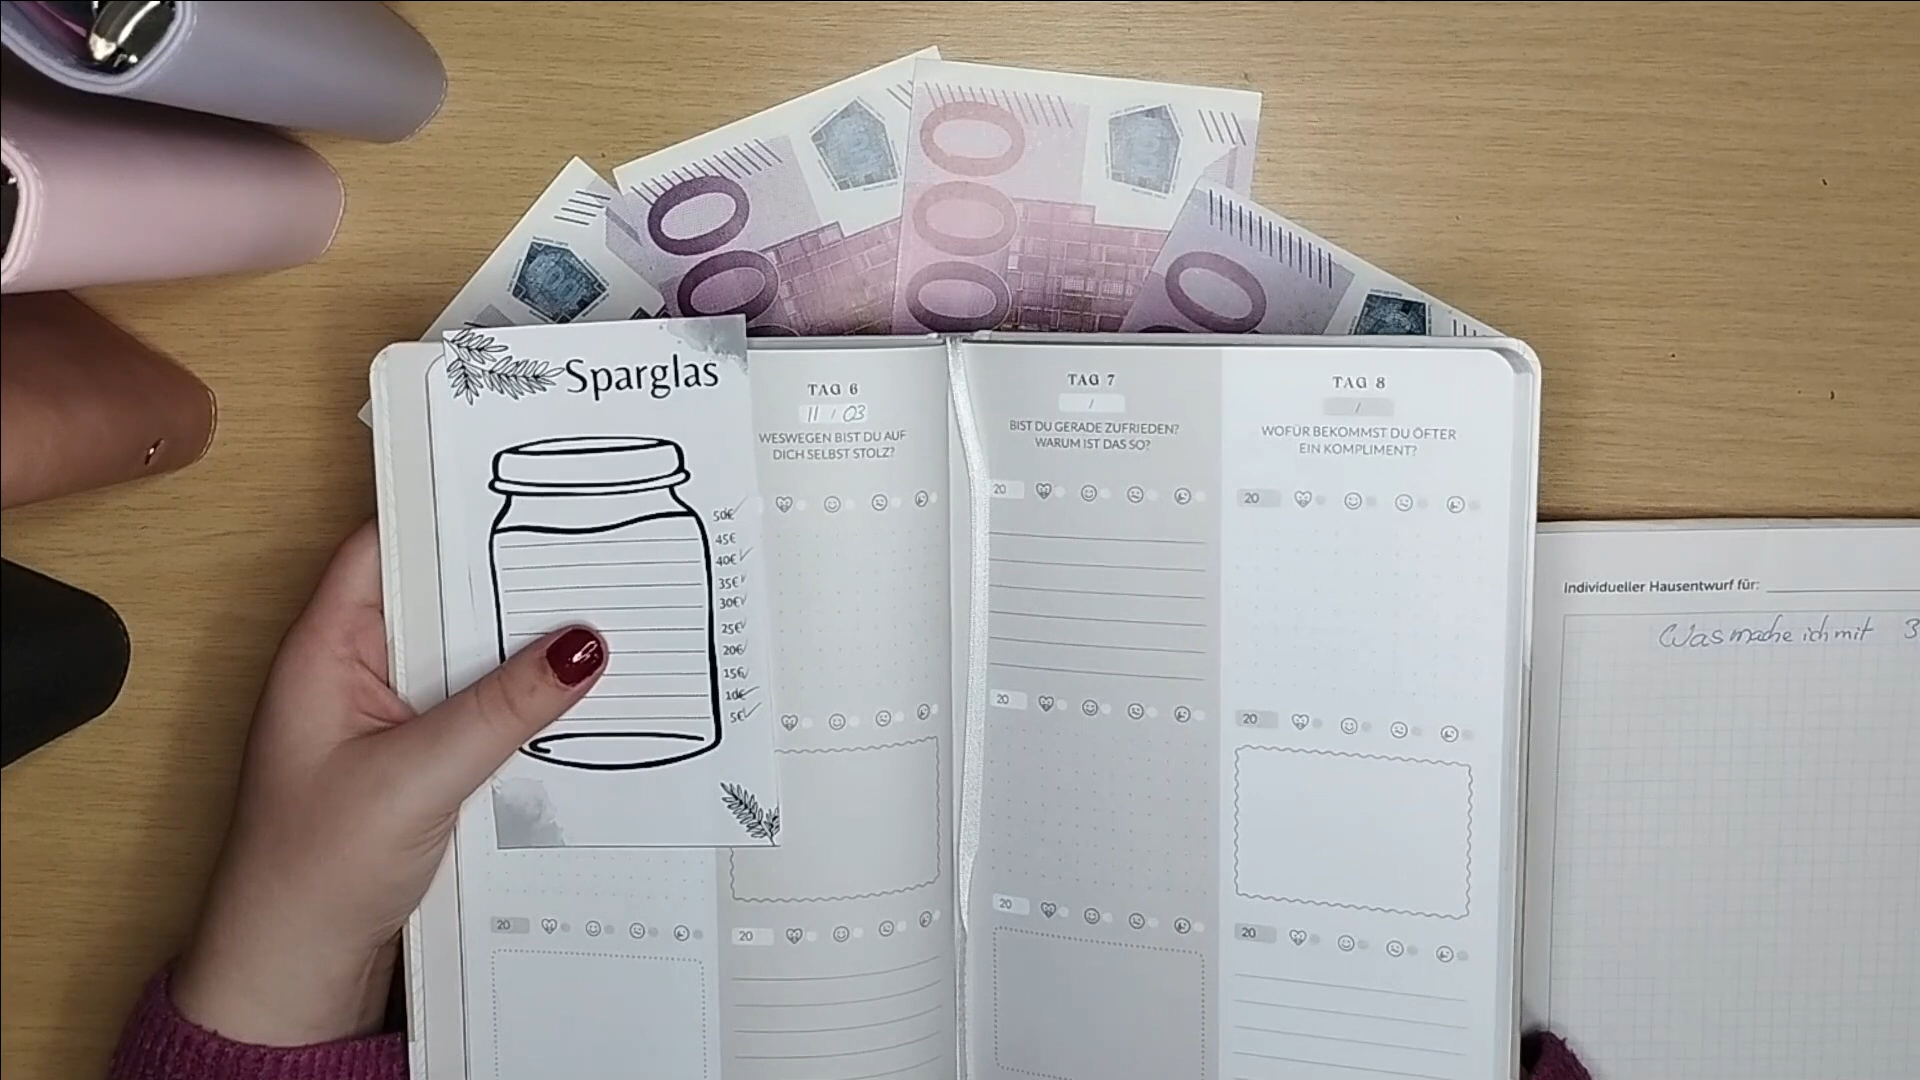 Sparglas
50€
45€
40€
35€
30€
25€
20€
15€
10€
5€
TAG 6
11 / 03
WESWEGEN BIST DU AUF
DICH SELBST STOLZ?
20
20
TAG 7
/
BIST DU GERADE ZUFRIEDEN?
WARUM IST DAS SO?
20
20
20
TAG 8
/
WOFÜR BEKOMMST DU ÖFTER
EIN KOMPLIMENT?
20
20
20
Individueller Hausentwurf für:
Was mache ich mit 3